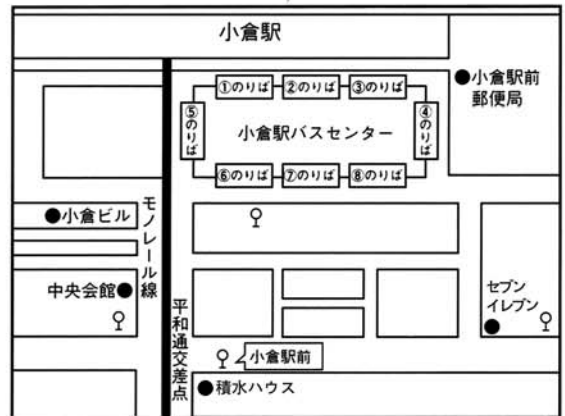 小倉駅
①のりば
②のりば
③のりば
●小倉駅前
郵便局
⑤のりば
小倉駅バスセンター
④のりば
⑥のりば
⑦のりば
⑧のりば
●小倉ビル
モノレール線
中央会館●
セブン
イレブン
平和通交差点
小倉駅前
●積水ハウス